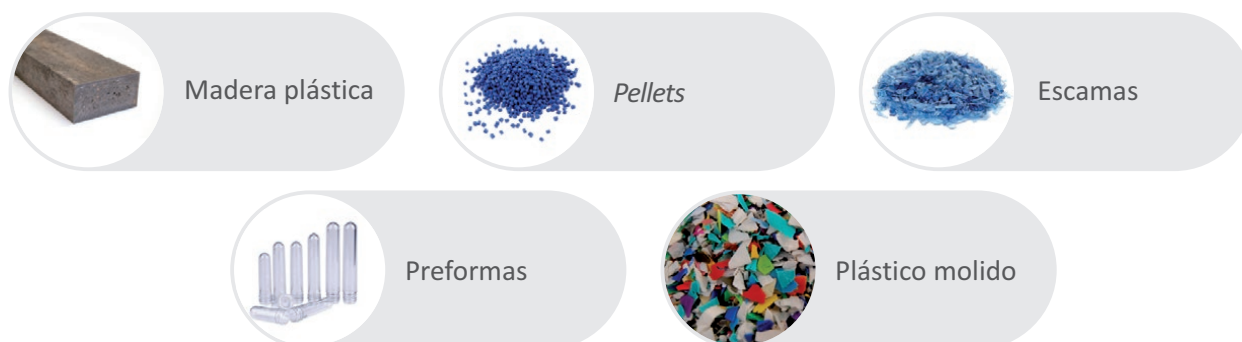 Madera plástica
Pellets
Escamas
Preformas
Plástico molido